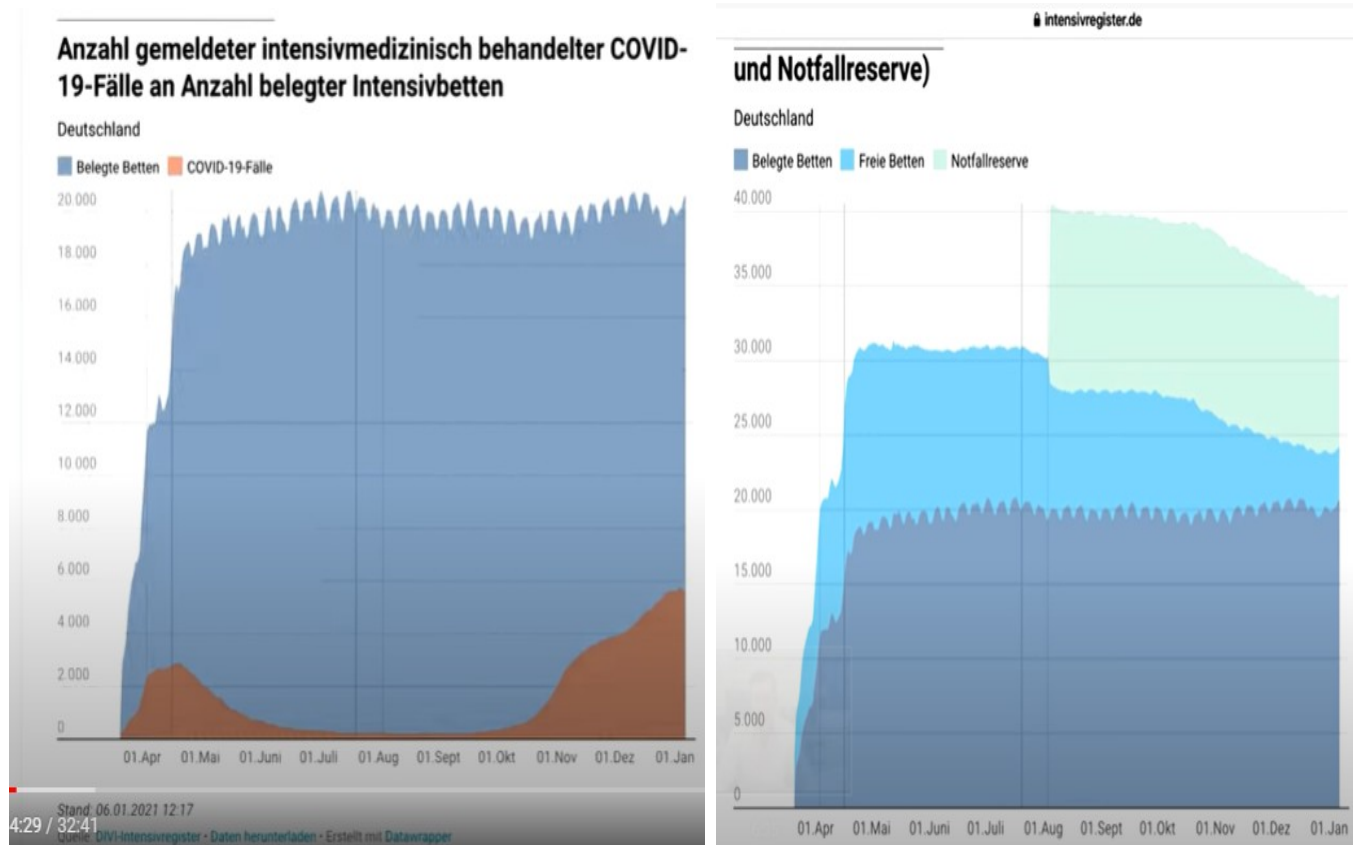 Anzahl gemeldeter intensivmedizinisch behandelter COVID-
19-Fälle an Anzahl belegter Intensivbetten
Deutschland
Belegte Betten COVID-19-Fälle
20 000
18 000
16 000
14 000
12 000
10 000
8.000
6 000
4 000
2 000
0
01.Apr 01.Mai 01.Juni 01.Juli 01.Aug 01.Sept 01.Okt 01.Nov 01.Dez 01.Jan
Stand: 06.01.2021 12:17
4:29 / 32:41
Quelle: DIVI-Intensivregister • Daten herunterladen • Erstellt mit Datawrapper
intensivregister.de
und Notfallreserve)
Deutschland
Belegte Betten Freie Betten Notfallreserve
40.000
35.000
30.000
25.000
20.000
15.000
10.000
5.000
0
01.Apr 01.Mai 01.Juni 01.Juli 01.Aug 01.Sept 01.Okt 01.Nov 01.Dez 01.Jan